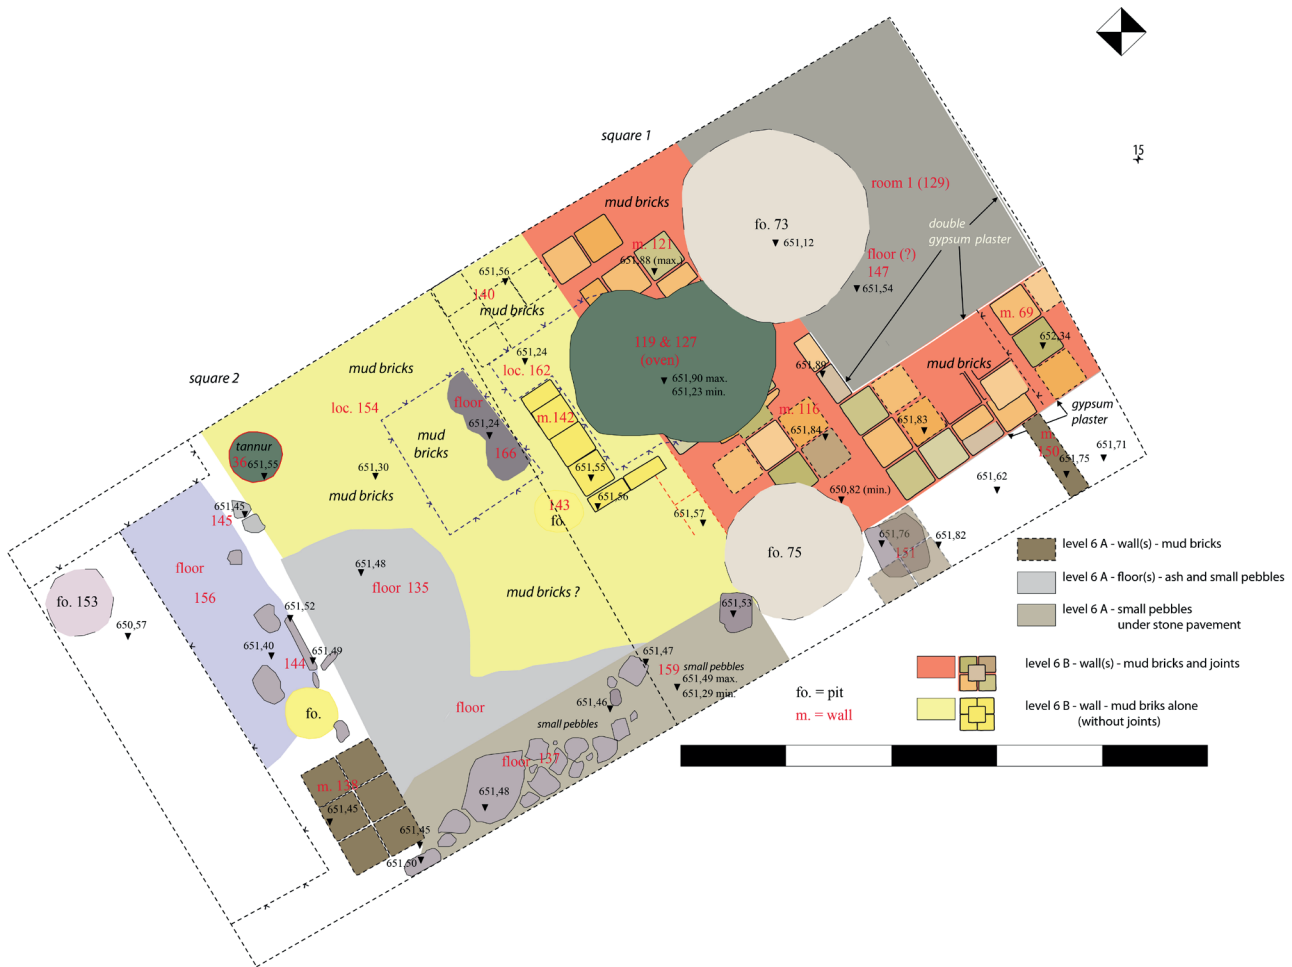 square 1
15
mud bricks
room 1 (129)
fo. 73
double
gypsum plaster
m. 121
651,12
floor (?)
147
651,88 (max.)
651,54
651,56
140
mud bricks
m. 69
119 & 127
(oven)
652,34
651,24
loc. 162
651,89
mud bricks
square 2
mud bricks
651,90 max.
651,23 min.
loc. 154
floor
m.142
m. 116
gypsum
plaster
651,24
651,84
651,83
tannur
36
651,55
mud
bricks
166
m.
150
651,71
651,30
651,55
651,75
651,62
mud bricks
651,56
650,82 (min.)
651,45
145
143
fo.
651,57
651,76
651,82
151
level 6 A - wall(s) - mud bricks
fo. 75
floor
156
651,48
floor 135
level 6 A - floor(s) - ash and small pebbles
mud bricks ?
fo. 153
651,52
651,53
level 6 A - small pebbles
under stone pavement
650,57
651,40
651,49
144
651,47
159
small pebbles
651,49 max.
651,29 min.
level 6 B - wall(s) - mud bricks and joints
fo. = pit
m. = wall
fo.
floor
651,46
small pebbles
level 6 B - wall - mud briks alone
(without joints)
floor 137
m. 138
651,48
651,45
651,45
651,50